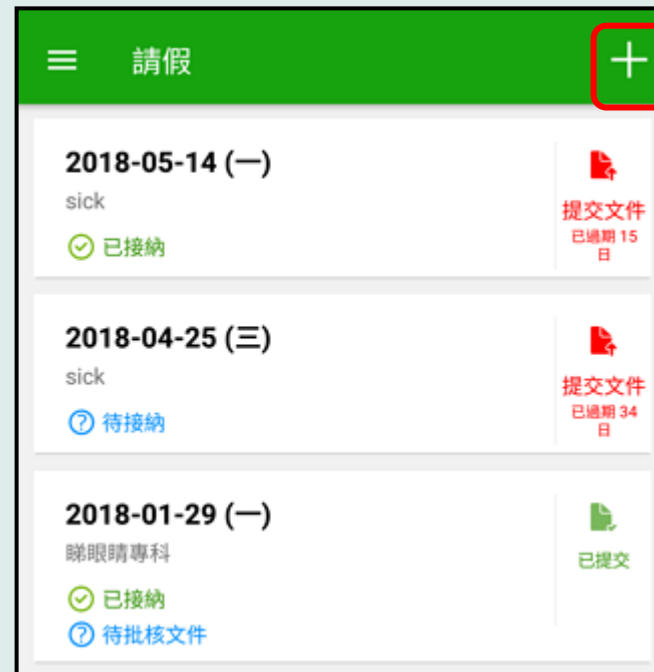 請假
2018-05-14 (一)
sick
已接納
提交文件
已過期 15
日
2018-04-25 (三)
sick
待接納
提交文件
已過期 34
日
2018-01-29 (一)
睇眼睛專科
已接納
待批核文件
已提交